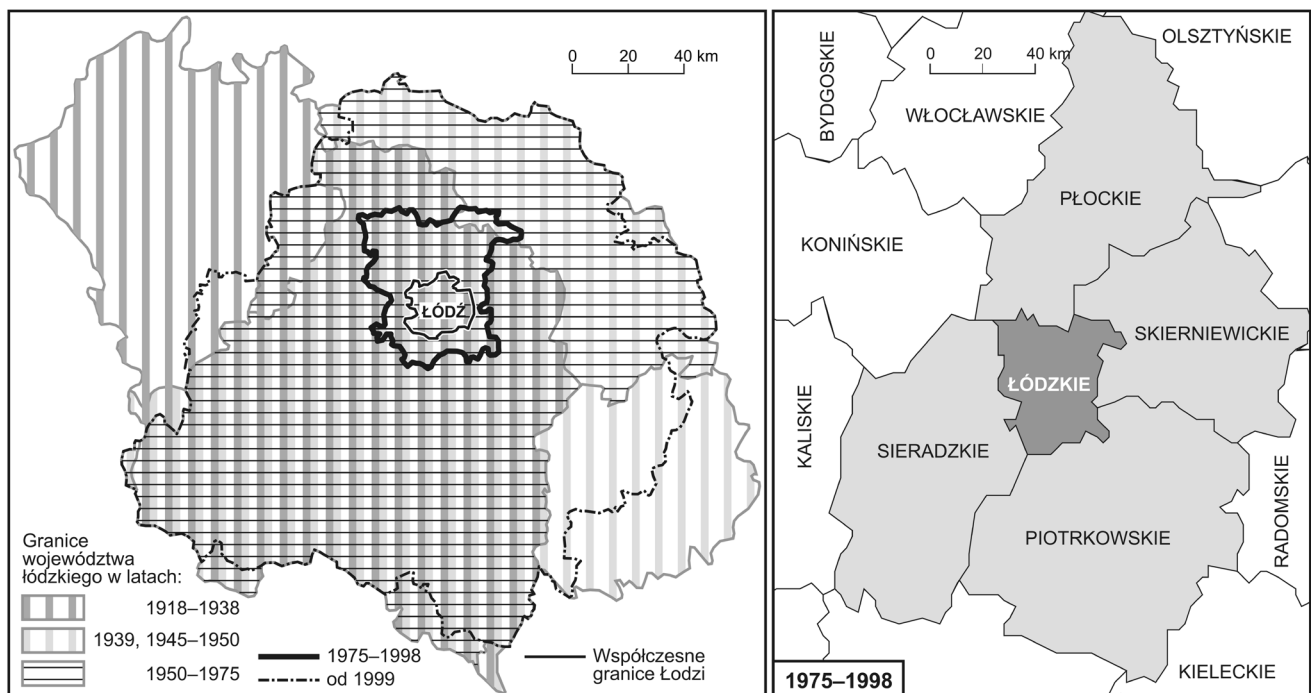 0 20 40 km
ŁÓDŹ
Granice
województwa
łódzkiego w latach:
1918–1938
1939, 1945–1950
1950–1975
1975–1998
od 1999
Współczesne
granice Łodzi
OLSZTYŃSKIE
0 20 40 km
BYDGOSKIE
WŁOCŁAWSKIE
PŁOCKIE
KONIŃSKIE
SKIERNIEWICKIE
ŁÓDZKIE
KALISKIE
SIERADZKIE
PIOTRKOWSKIE
RADOMSKIE
KIELECKIE
1975–1998